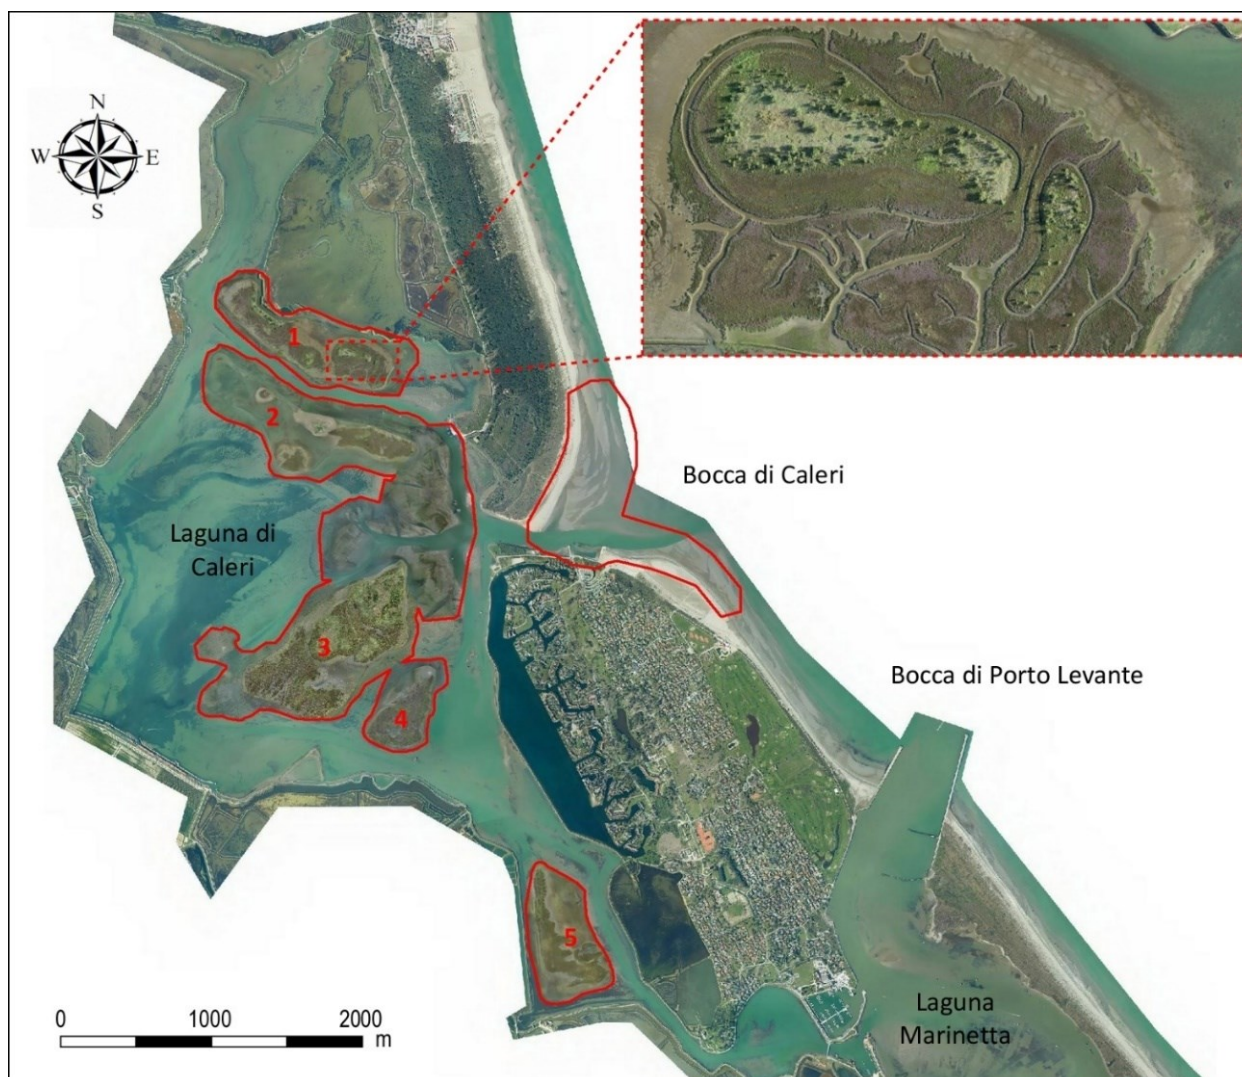 N
W
E
S
1
2
Bocca di Caleri
Laguna di
Caleri
3
Bocca di Porto Levante
4
5
Laguna
Marinetta
0
1000
2000
m